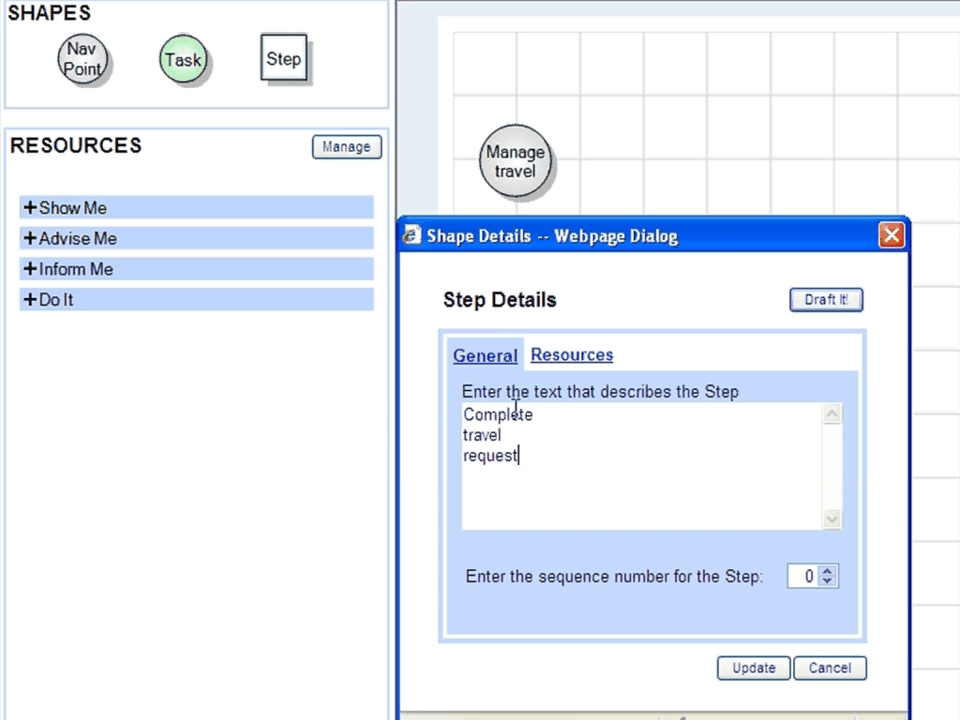 SHAPES
Nav
Point
Task
Step
RESOURCES
Manage
+Show Me
+Advise Me
+Inform Me
+Do It
Manage
travel
Shape Details -- Webpage Dialog
Step Details
Draft It!
General
Resources
Enter the text that describes the Step
Complete
travel
request
Enter the sequence number for the Step:
0
Update
Cancel